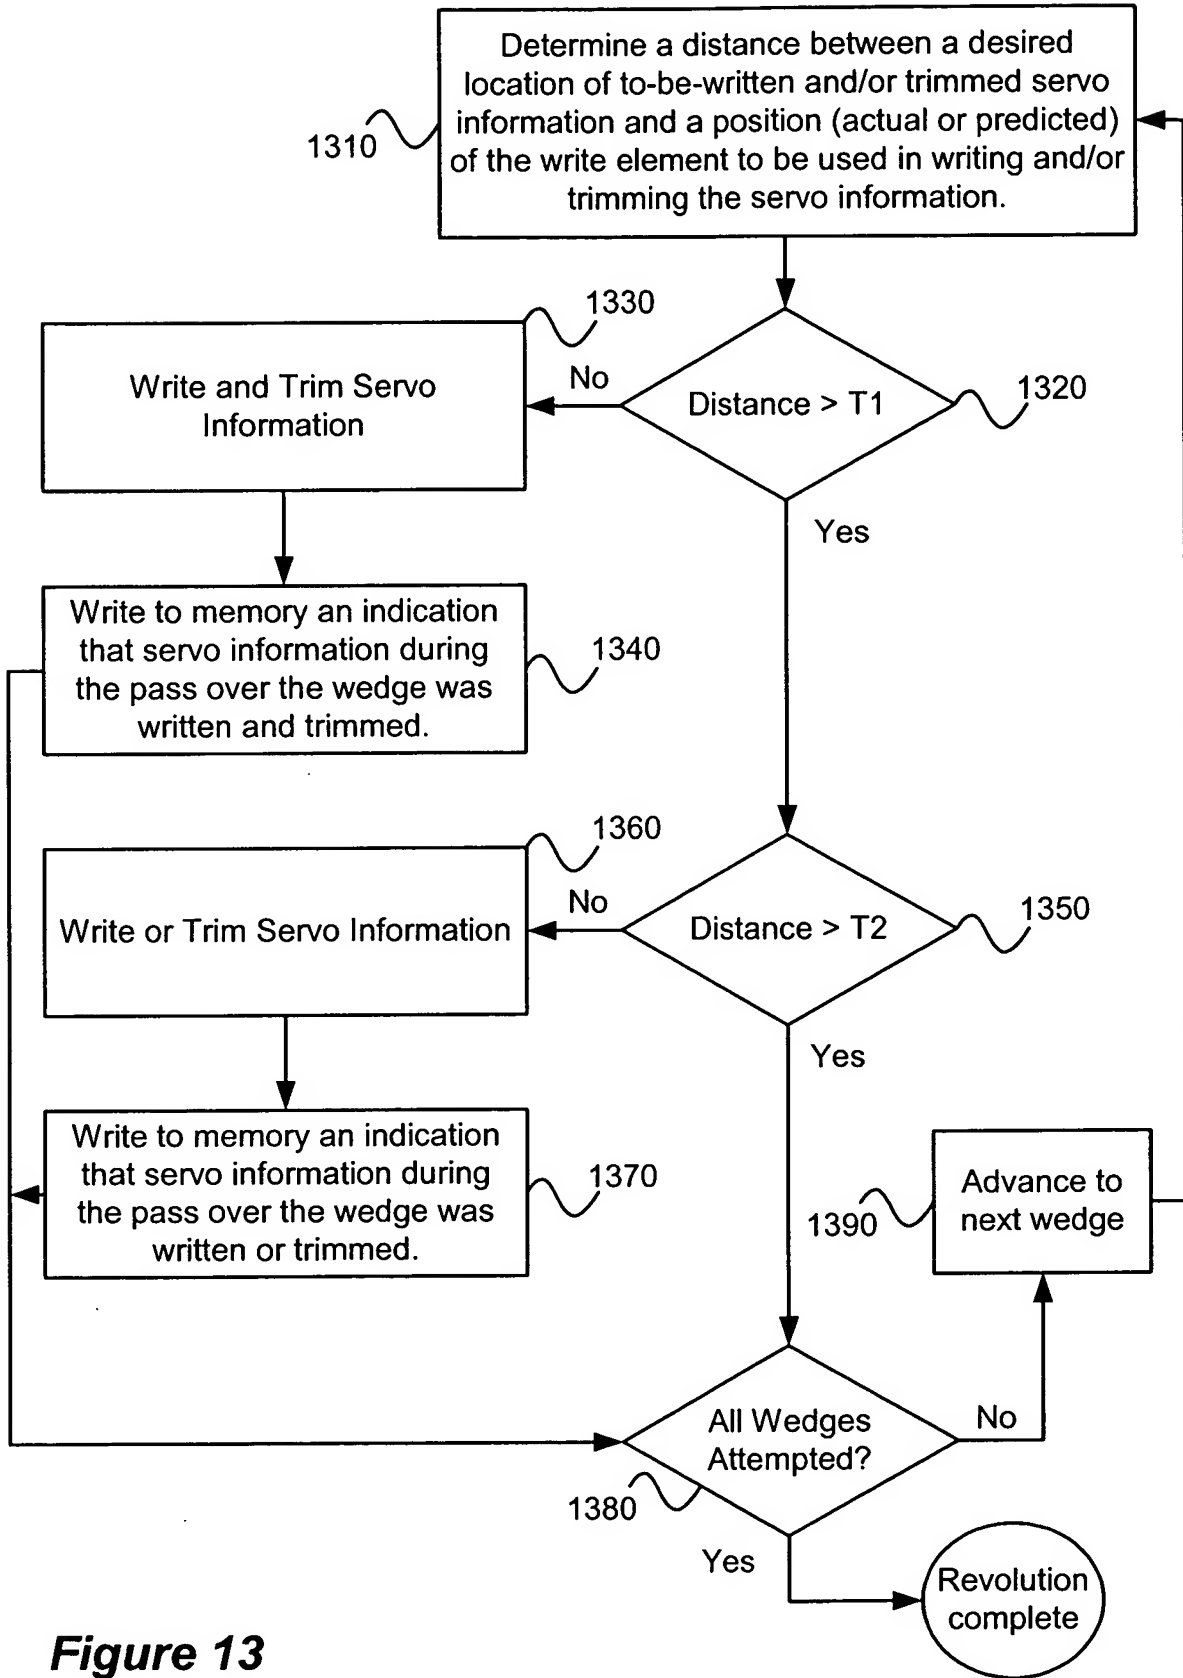 Determine a distance between a desired
location of to-be-written and/or trimmed servo
information and a position (actual or predicted)
of the write element to be used in writing and/or
trimming the servo information.
1310
1330
Write and Trim Servo
Information
No
Distance > T1
1320
Yes
Write to memory an indication
that servo information during
the pass over the wedge was
written and trimmed.
1340
1360
Write or Trim Servo Information
No
Distance > T2
1350
Yes
Write to memory an indication
that servo information during
the pass over the wedge was
written or trimmed.
1370
Advance to
next wedge
1390
All Wedges
Attempted?
No
1380
Yes
Revolution
complete
Figure 13